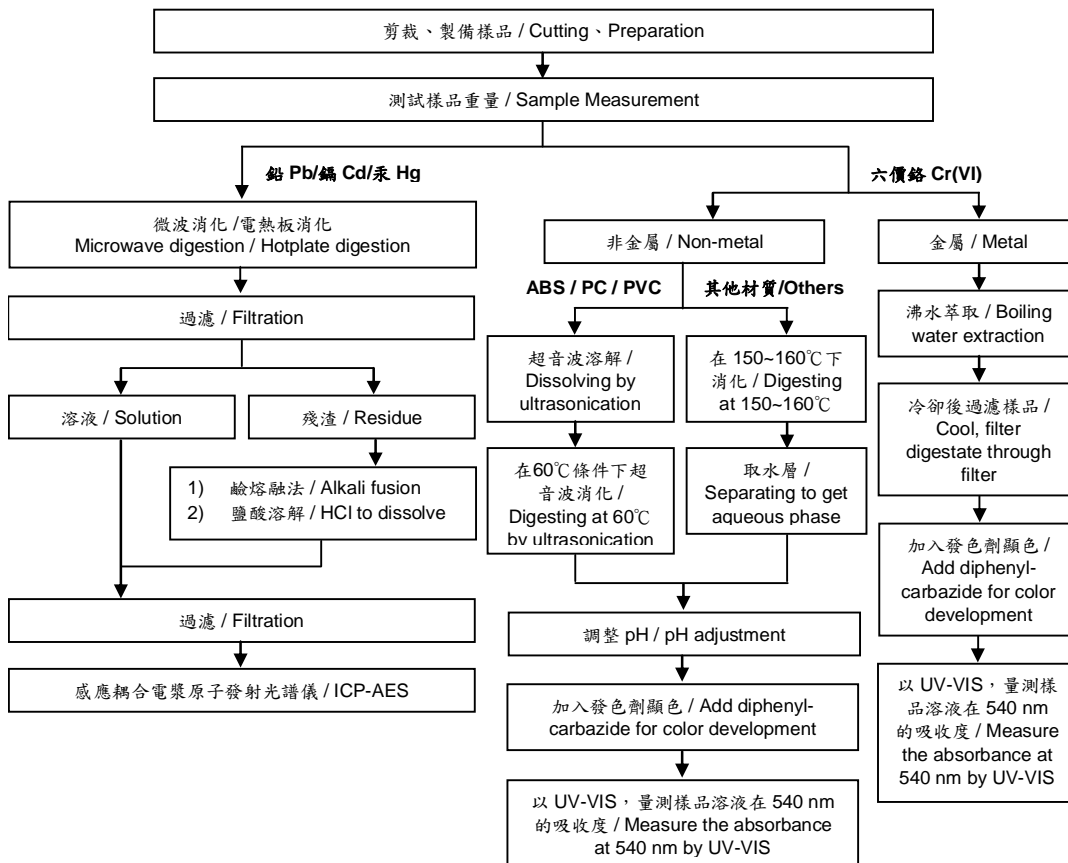 剪裁、製備樣品 / Cutting、Preparation
測試樣品重量 / Sample Measurement
鉛 Pb/鎘 Cd/汞 Hg
六價鉻 Cr(VI)
微波消化 /電熱板消化
Microwave digestion / Hotplate digestion
過濾 / Filtration
溶液 / Solution
殘渣 / Residue
1) 鹼熔融法 / Alkali fusion
2) 鹽酸溶解 / HCl to dissolve
過濾 / Filtration
感應耦合電漿原子發射光譜儀 / ICP-AES
非金屬 / Non-metal
ABS / PC / PVC
其他材質/Others
超音波溶解 /
Dissolving by
ultrasonication
在60℃條件下超
音波消化 /
Digesting at 60℃
by ultrasonication
在 150~160℃下
消化 / Digesting
at 150~160℃
取水層 /
Separating to get
aqueous phase
調整 pH / pH adjustment
加入發色劑顯色 / Add diphenyl-
carbazide for color development
以 UV-VIS，量測樣品溶液在 540 nm
的吸收度 / Measure the absorbance
at 540 nm by UV-VIS
金屬 / Metal
沸水萃取 / Boiling
water extraction
冷卻後過濾樣品 /
Cool, filter
digestate through
filter
加入發色劑顯色 /
Add diphenyl-
carbazide for color
development
以 UV-VIS，量測樣
品溶液在 540 nm
的吸收度 / Measure
the absorbance at
540 nm by UV-VIS